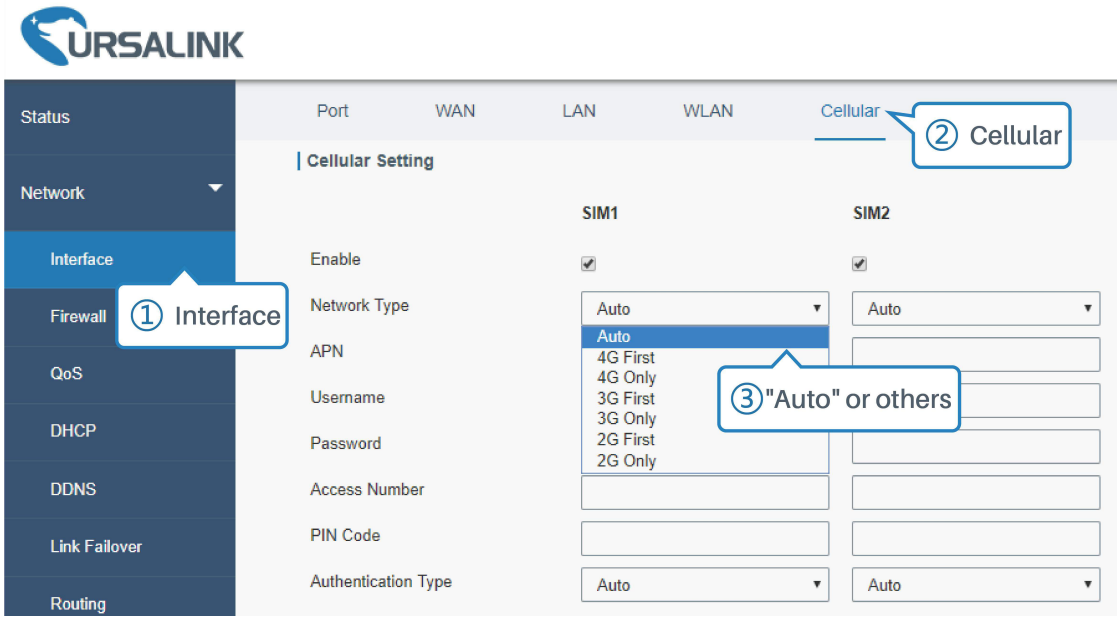 URSALINK
Status
Network
Interface
Firewall
QoS
DHCP
DDNS
Link Failover
Routing
① Interface
Port WAN LAN WLAN Cellular
② Cellular
Cellular Setting
SIM1 SIM2
Enable
Network Type Auto Auto
Auto
4G First
4G Only
3G First
3G Only
2G First
2G Only
③"Auto" or others
APN
Username
Password
Access Number
PIN Code
Authentication Type Auto Auto